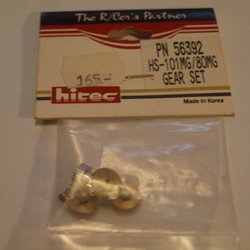 The R/Cer's Partner
PN 56392
HS-101MG/80MG
GEAR SET
165.-
hitec
Made in Korea